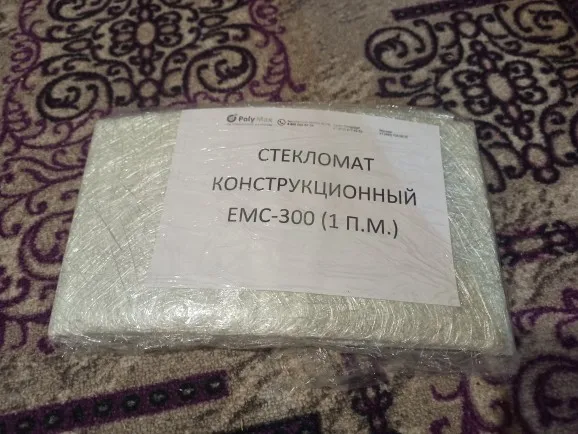 PolyMax
СТЕКЛОМАТ
КОНСТРУКЦИОННЫЙ
ЕМС-300 (1 П.М.)